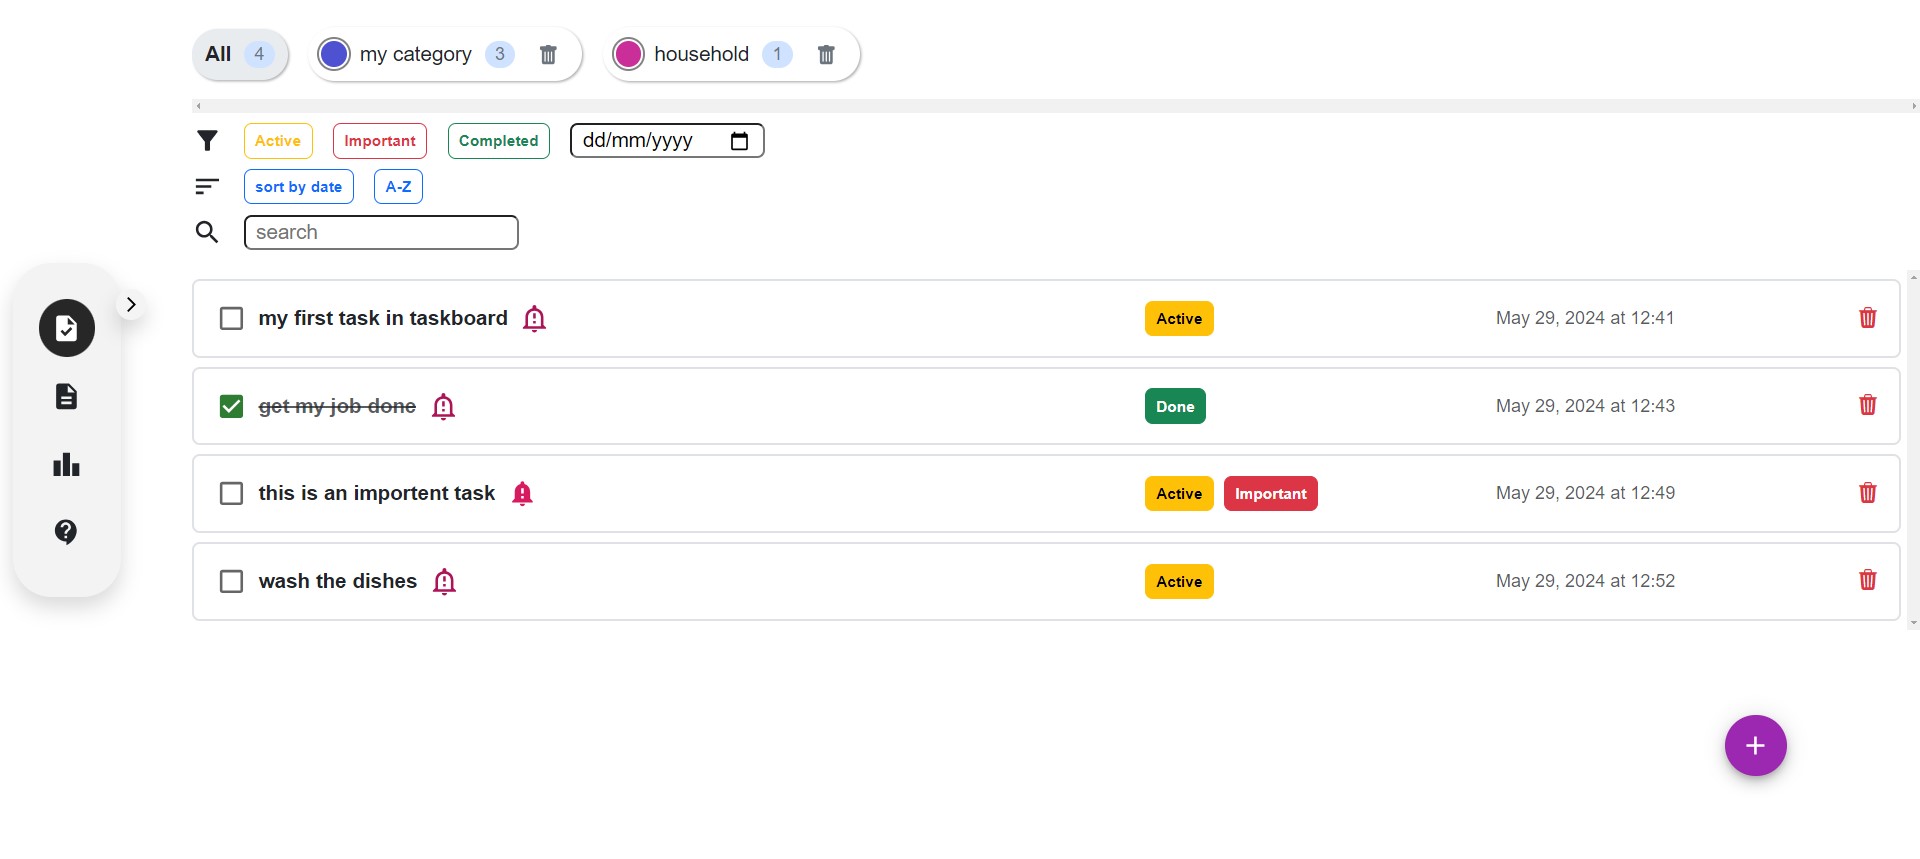 All 4 my category 3 household 1
Active Important Completed dd/mm/yyyy
sort by date A-Z
search
my first task in taskboard Active May 29, 2024 at 12:41
get my job done Done May 29, 2024 at 12:43
this is an importent task Active Important May 29, 2024 at 12:49
wash the dishes Active May 29, 2024 at 12:52